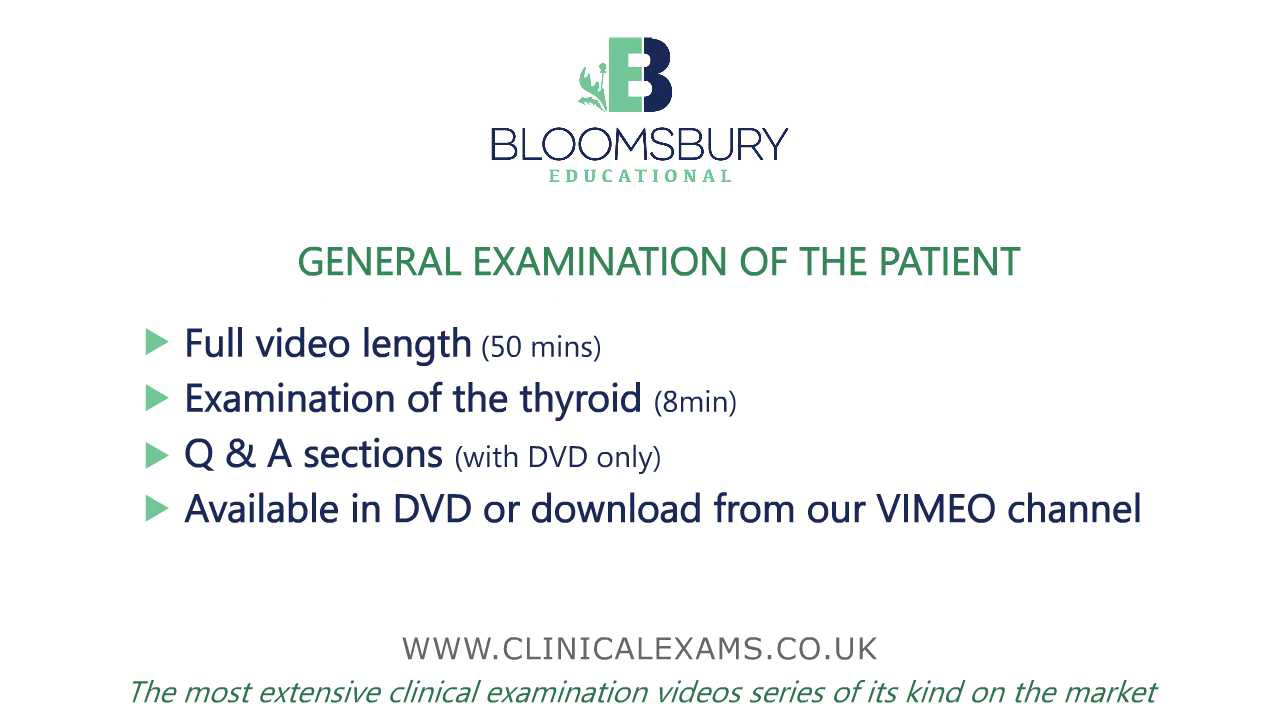 EB
BLOOMSBURY
EDUCATIONAL
GENERAL EXAMINATION OF THE PATIENT
Full video length (50 mins)
Examination of the thyroid (8min)
Q & A sections (with DVD only)
Available in DVD or download from our VIMEO channel
WWW.CLINICALEXAMS.CO.UK
The most extensive clinical examination videos series of its kind on the market